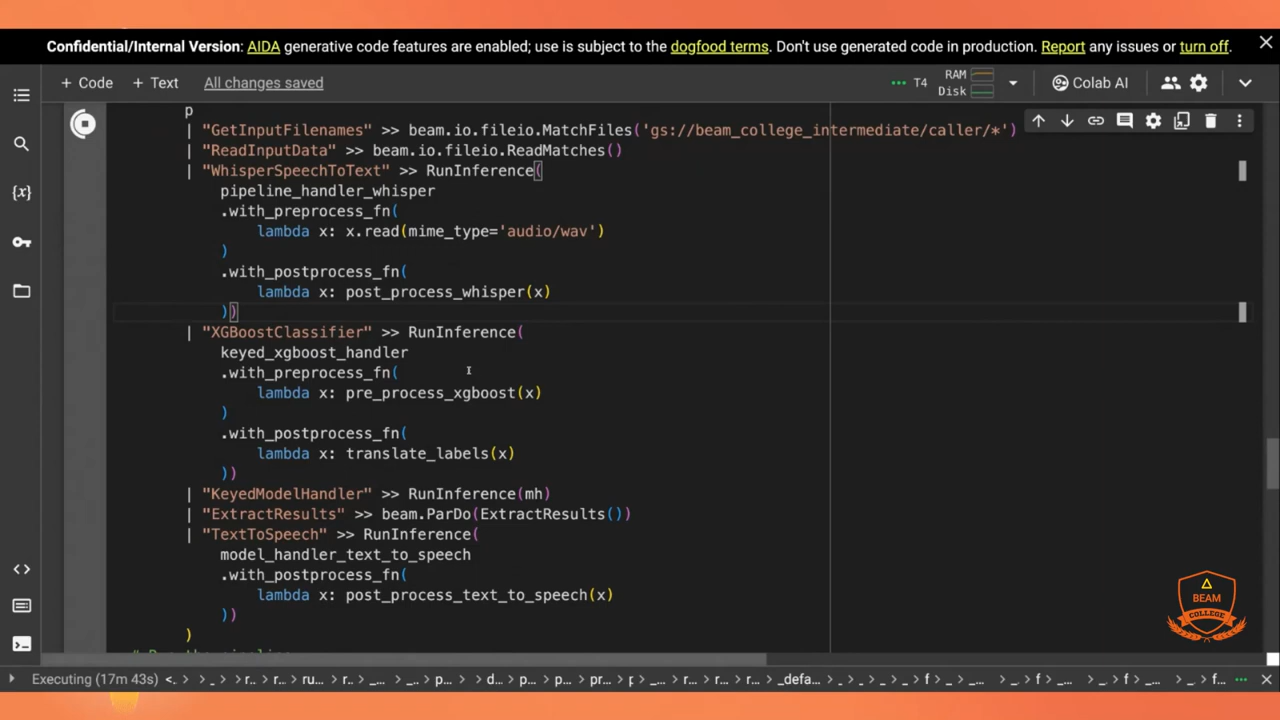 Confidential/Internal Version: AIDA generative code features are enabled; use is subject to the dogfood terms. Don't use generated code in production. Report any issues or turn off.
+ Code + Text All changes saved
T4 RAM Disk Colab AI
p
| "GetInputFilenames" >> beam.io.fileio.MatchFiles('gs://beam_college_intermediate/caller/*')
| "ReadInputData" >> beam.io.fileio.ReadMatches()
| "WhisperSpeechToText" >> RunInference(
pipeline_handler_whisper
.with_preprocess_fn(
lambda x: x.read(mime_type='audio/wav')
)
.with_postprocess_fn(
lambda x: post_process_whisper(x)
))
| "XGBoostClassifier" >> RunInference(
keyed_xgboost_handler
.with_preprocess_fn(
lambda x: pre_process_xgboost(x)
)
.with_postprocess_fn(
lambda x: translate_labels(x)
))
| "KeyedModelHandler" >> RunInference(mh)
| "ExtractResults" >> beam.ParDo(ExtractResults())
| "TextToSpeech" >> RunInference(
model_handler_text_to_speech
.with_postprocess_fn(
lambda x: post_process_text_to_speech(x)
))
)
BEAM
COLLEGE
Executing (17m 43s) <.. _.. r... r... ru... r... _... _... p... d... p... p... pr... p _... r... r... r... _defa... _ _ _ _ f _ _... f _ _... f _ _... f...